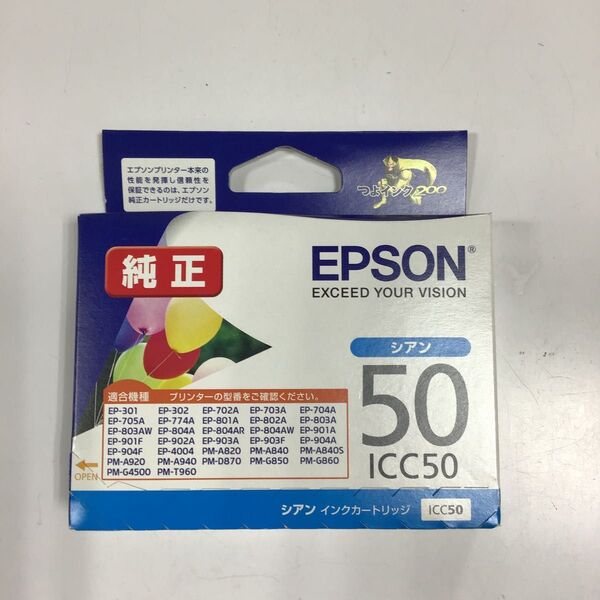 エプソンプリンター本来の
性能を発揮し信頼性を
保証できるのは、エプソン
純正カートリッジだけです。
つよインク200
純正
EPSON®
EXCEED YOUR VISION
シアン
50
ICC50
適合機種 プリンターの型番をご確認ください。
EP-301 EP-302 EP-702A EP-703A EP-704A
EP-705A EP-774A EP-801A EP-802A EP-803A
EP-803AW EP-804A EP-804AR EP-804AW EP-901A
EP-901F EP-902A EP-903A EP-903F EP-904A
EP-904F EP-4004 PM-A820 PM-A840 PM-A840S
PM-A920 PM-A940 PM-D870 PM-G850 PM-G860
PM-G4500 PM-T960
OPEN
シアン インクカートリッジ ICC50